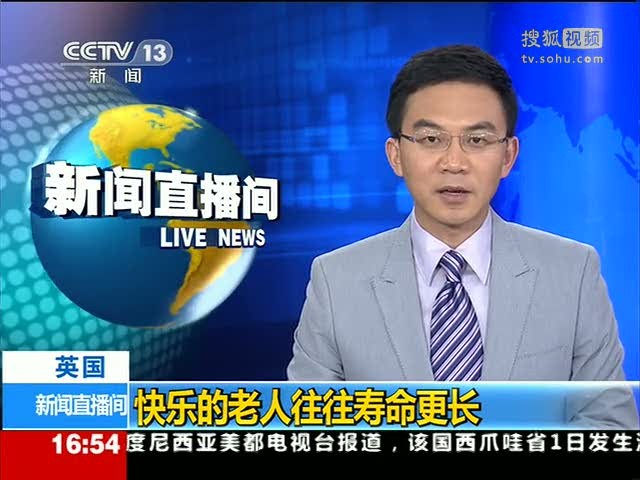 CCTV 13
新闻
搜狐视频
tv.sohu.com
新闻直播间
LIVE NEWS
英国
新闻直播间
快乐的老人往往寿命更长
16:54
度尼西亚美都电视台报道，该国西爪哇省1日发生